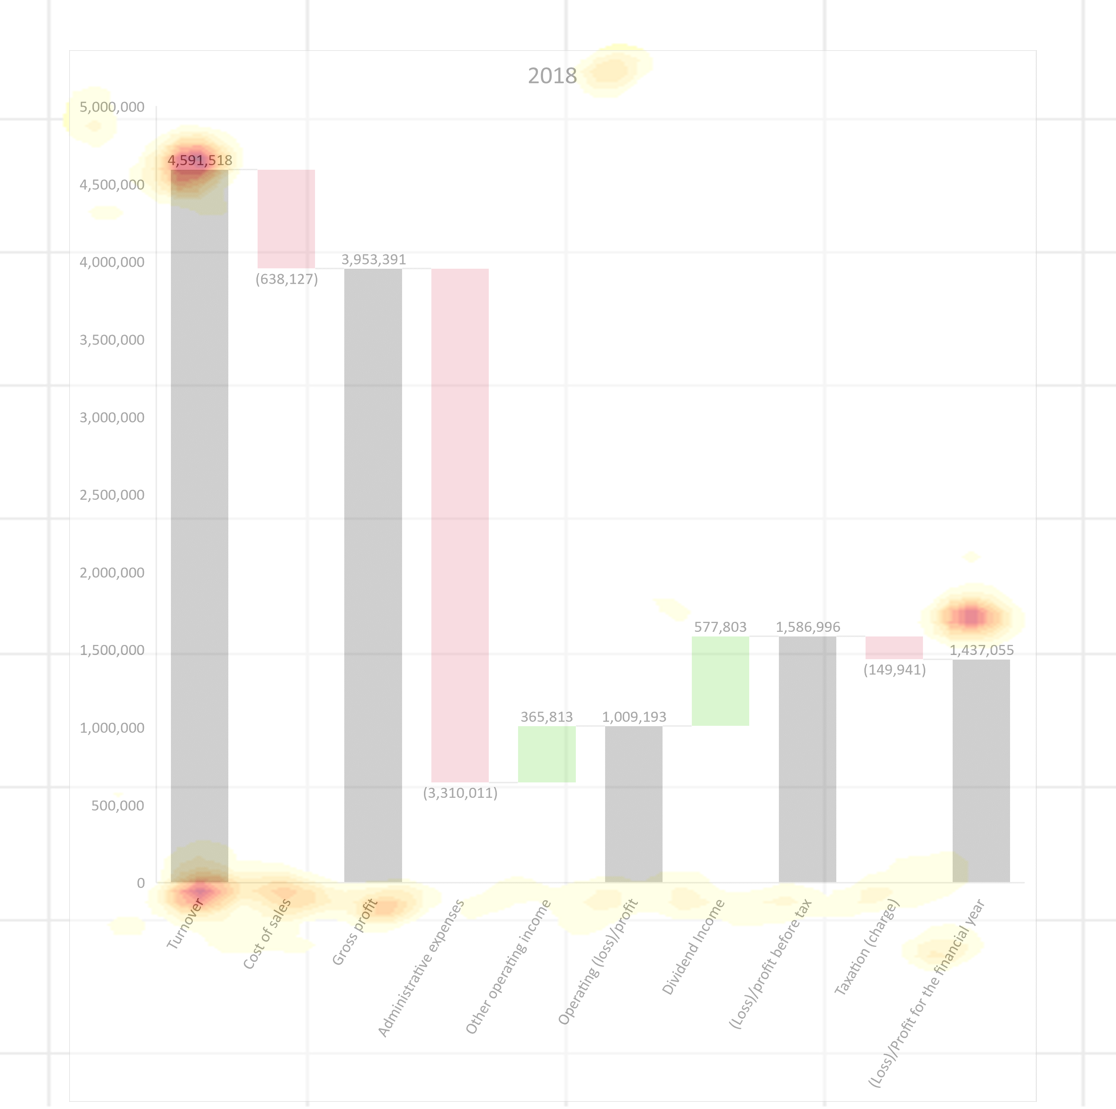 2018
5,000,000
4,591,518
4,500,000
4,000,000
3,953,391
(638,127)
3,500,000
3,000,000
2,500,000
2,000,000
577,803
1,586,996
1,500,000
1,437,055
(149,941)
365,813
1,009,193
1,000,000
(3,310,011)
500,000
0
Turnover
Cost of sales
Gross profit
Administrative expenses
Other operating income
Operating (loss)/profit
Dividend Income
(Loss)/profit before tax
Taxation (charge)
(Loss)/Profit for the financial year